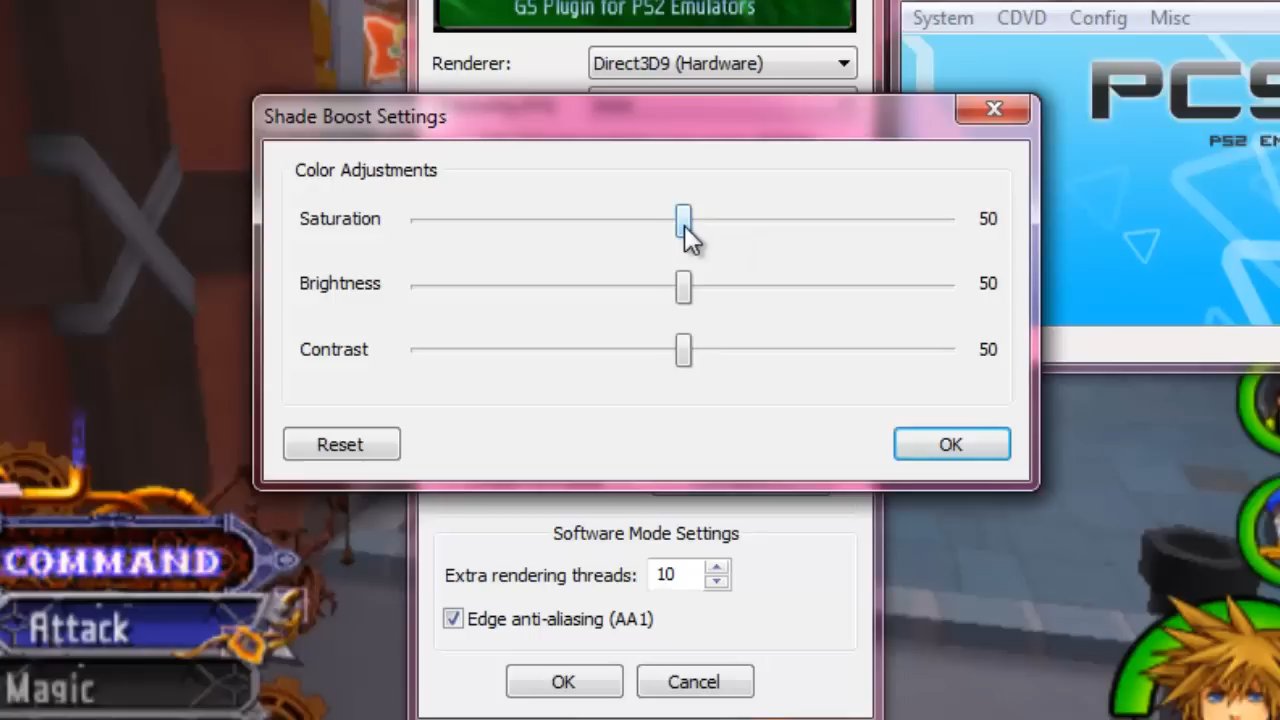 GS Plugin for PS2 Emulators
System CDVD Config Misc
Renderer: Direct3D9 (Hardware)
PCS
PS2
Shade Boost Settings
Color Adjustments
Saturation 50
Brightness 50
Contrast 50
Reset OK
Software Mode Settings
Extra rendering threads: 10
Edge anti-aliasing (AA1)
OK Cancel
COMMAND
Attack
Magic